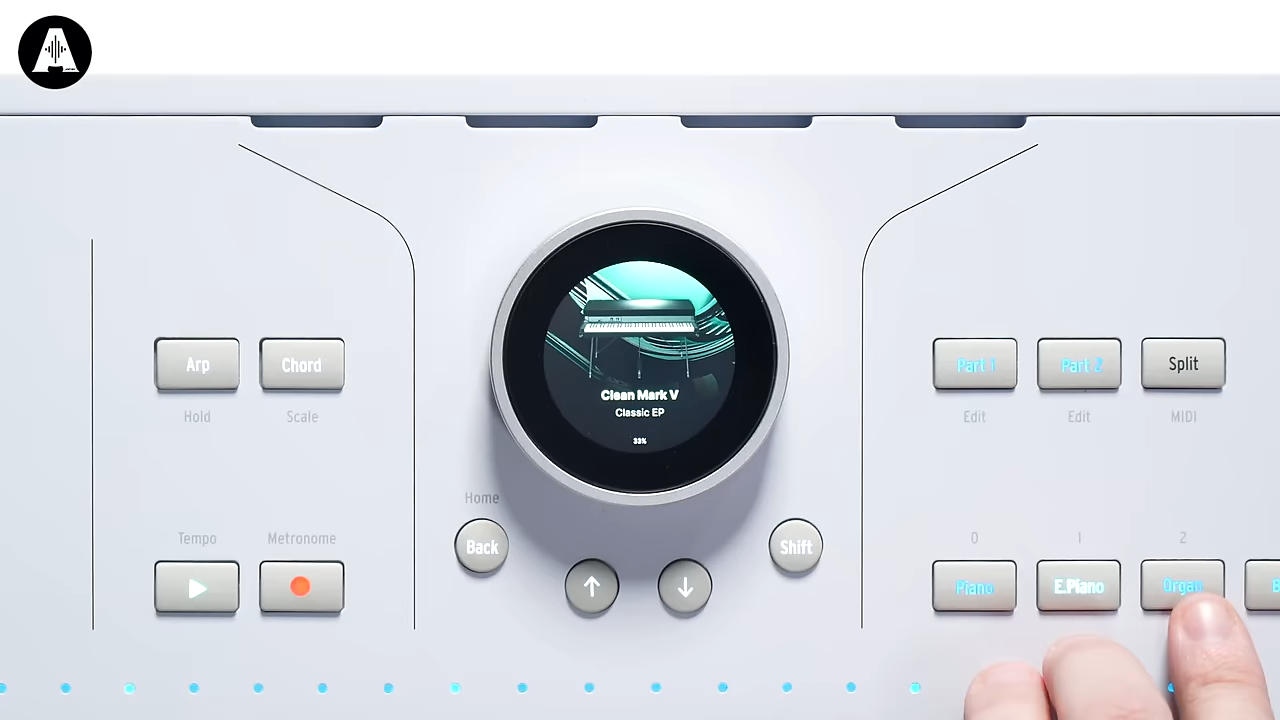 A
Arp
Chord
Hold
Scale
Clean Mark V
Classic EP
33%
Part 1
Part 2
Split
Edit
Edit
MIDI
Home
Back
Shift
Tempo
Metronome
0
1
2
Piano
E.Piano
Organ